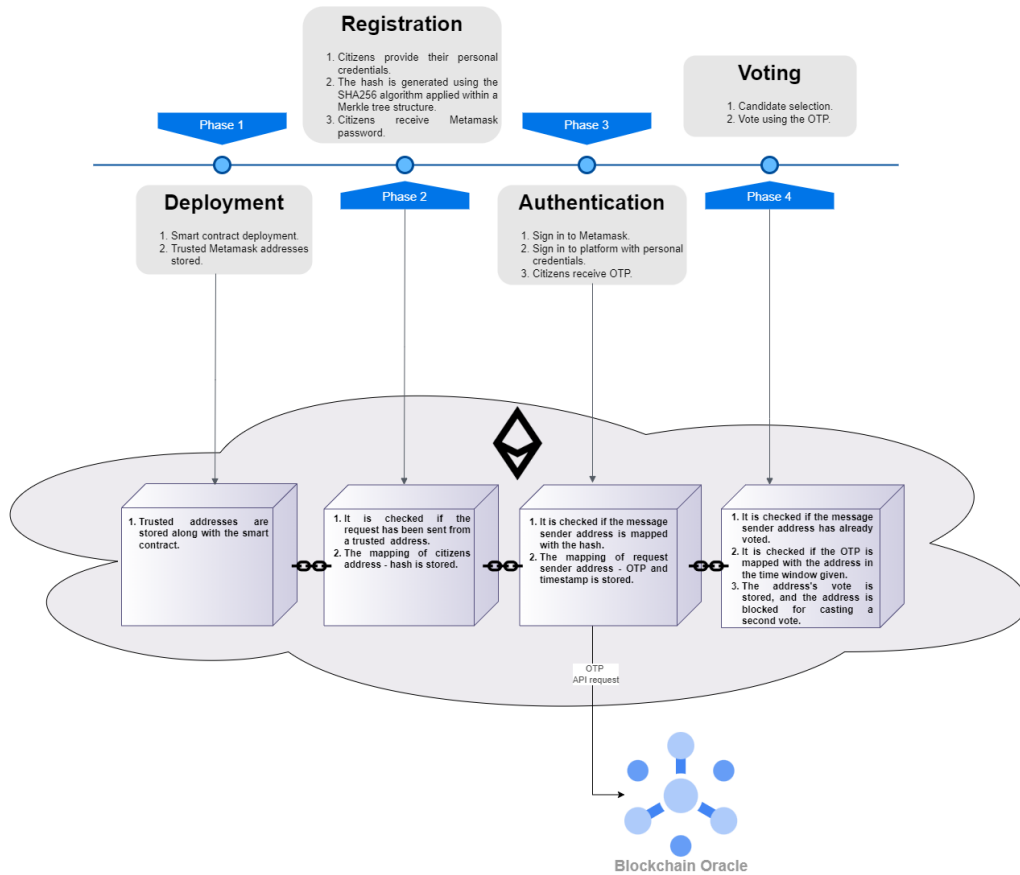 Registration
1. Citizens provide their personal
credentials.
2. The hash is generated using the
SHA256 algorithm applied within a
Merkle tree structure.
3. Citizens receive Metamask
password.
Voting
1. Candidate selection.
2. Vote using the OTP.
Phase 1
Phase 3
Deployment
1. Smart contract deployment.
2. Trusted Metamask addresses
stored.
Phase 2
Authentication
1. Sign in to Metamask.
2. Sign in to platform with personal
credentials.
3. Citizens receive OTP.
Phase 4
1. Trusted addresses are
stored along with the smart
contract.
1. It is checked if the
request has been sent from
a trusted address.
2. The mapping of citizens
address - hash is stored.
1. It is checked if the message
sender address is mapped
with the hash.
2. The mapping of request
sender address - OTP and
timestamp is stored.
1. It is checked if the message
sender address has already
voted.
2. It is checked if the OTP is
mapped with the address in
the time window given.
3. The address's vote is
stored, and the address is
blocked for casting a
second vote.
OTP
API request
Blockchain Oracle